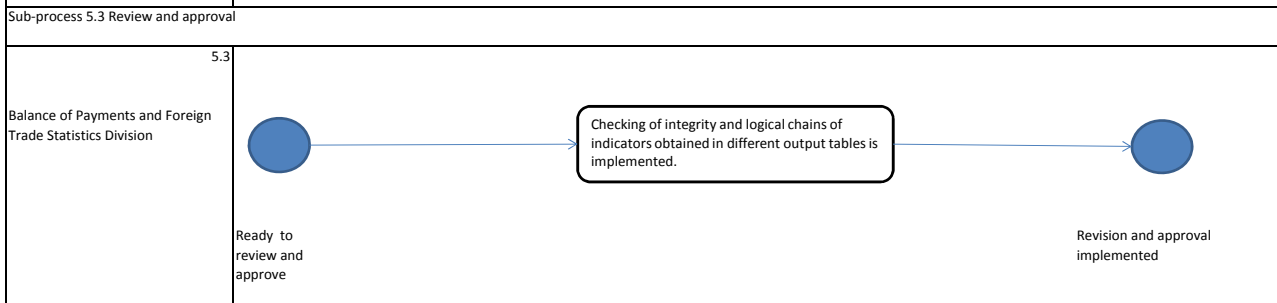 Sub-process 5.3 Review and approval
5.3
Balance of Payments and Foreign
Trade Statistics Division
Checking of integrity and logical chains of
indicators obtained in different output tables is
implemented.
Ready to
review and
approve
Revision and approval
implemented